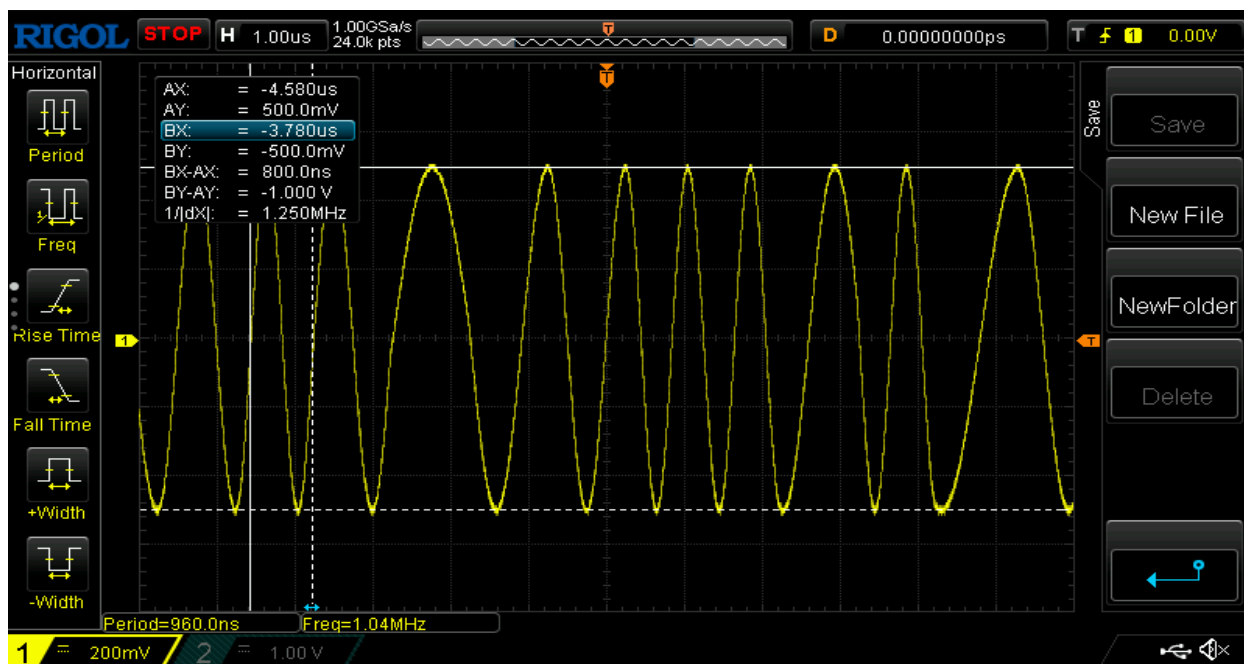 RIGOL STOP H 1.00us 1.00GSa/s 24.0k pts T D 0.00000000ps T 1 0.00V
Horizontal
Period
Freq
Rise Time
Fall Time
+Width
-Width
AX: = -4.580us
AY: = 500.0mV
BX: = -3.780us
BY: = -500.0mV
BX-AX: = 800.0ns
BY-AY: = -1.000 V
1/|dX|: = 1.250MHz
T
1
T
Save
Save
New File
NewFolder
Delete
Period=960.0ns Freq=1.04MHz
1 200mV 2 1.00 V